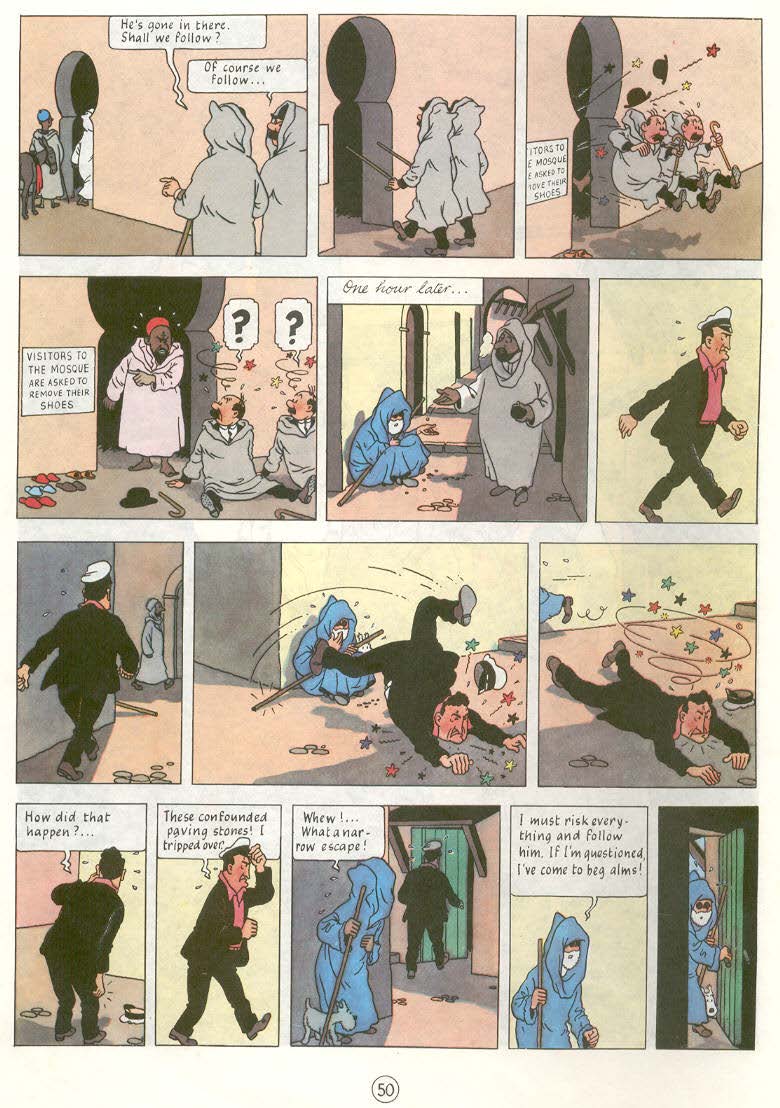 He's gone in there.
Shall we follow?
Of course we
follow...
ITORS TO
E MOSQUE
E ASKED TO
MOVE THEIR
SHOES
VISITORS TO
THE MOSQUE
ARE ASKED TO
REMOVE THEIR
SHOES
?
?
One hour later...
How did that
happen?...
These confounded
paving stones! I
tripped over.
Whew!...
What a nar-
row escape!
I must risk every-
thing and follow
him. If I'm questioned,
I've come to beg alms!
50